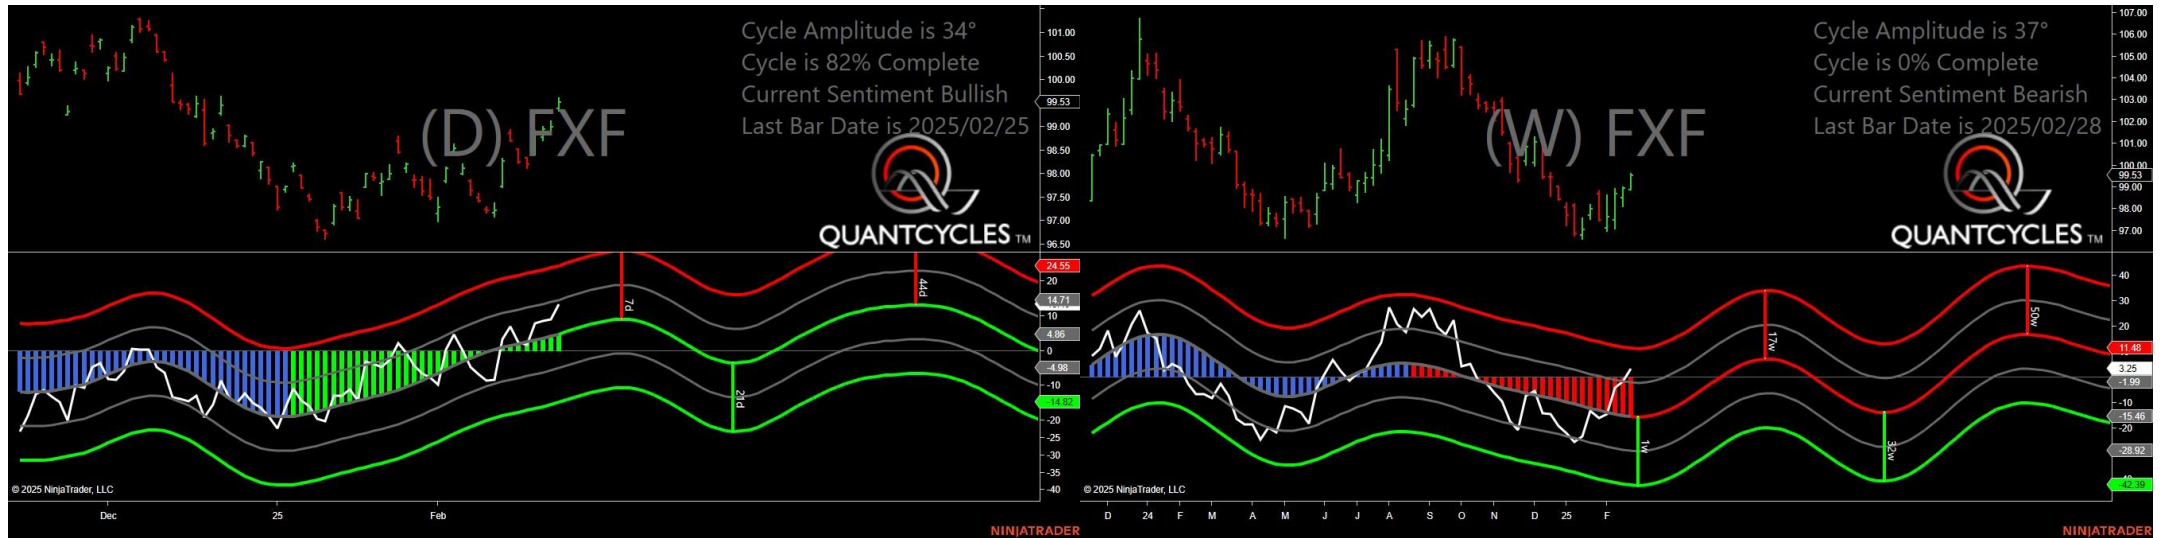 Cycle Amplitude is 34°
Cycle is 82% Complete
Current Sentiment Bullish
Last Bar Date is 2025/02/25
(D) FXF
QUANTCYCLES TM
101.00
100.50
100.00
99.53
99.00
98.50
98.00
97.50
97.00
96.50
24.55
20
14.71
10
4.86
0
-4.98
-10
-14.82
-20
-25
-30
-35
-40
7d
21d
44d
© 2025 NinjaTrader, LLC
Dec
25
Feb
NINJATRADER
Cycle Amplitude is 37°
Cycle is 0% Complete
Current Sentiment Bearish
Last Bar Date is 2025/02/28
(W) FXF
QUANTCYCLES TM
107.00
106.00
105.00
104.00
103.00
102.00
101.00
100.00
99.53
99.00
98.00
97.00
40
30
20
11.48
3.25
-1.99
-10
-15.46
-20
-28.92
-42.39
1w
17w
32w
50w
© 2025 NinjaTrader, LLC
D
24
F
M
A
M
J
J
A
S
O
N
D
25
F
NINJATRADER